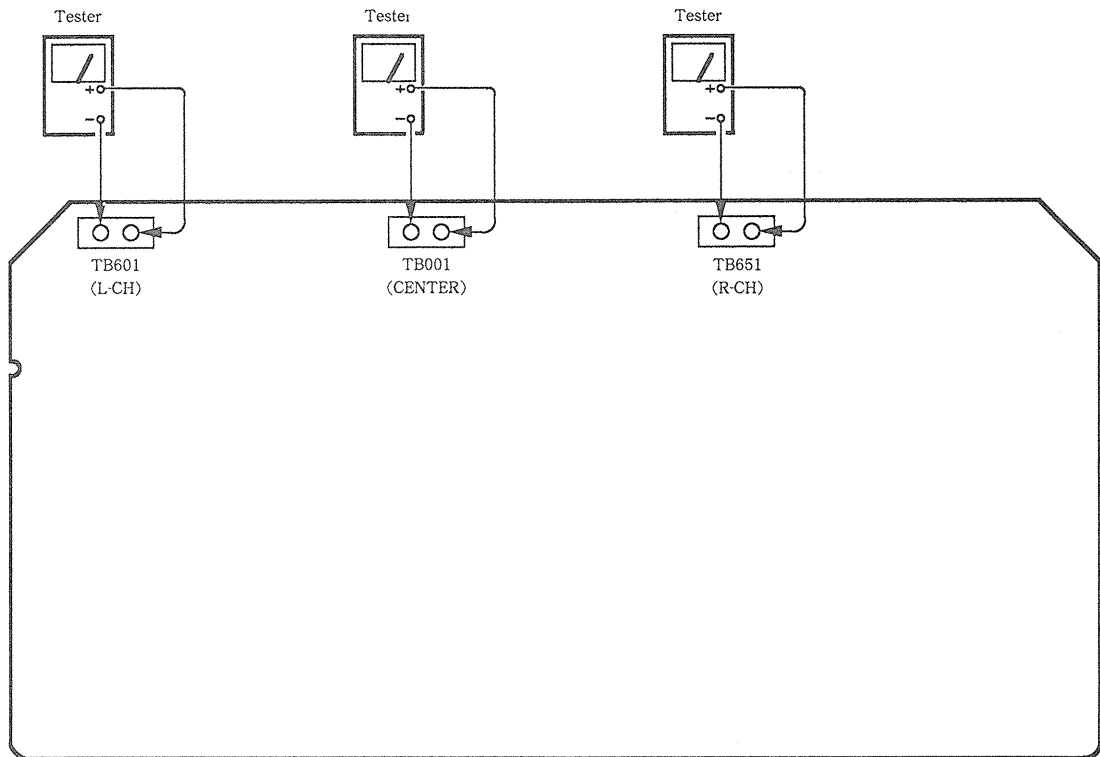 Tester
Tester
Tester
+
-
+
-
+
-
TB601
(L-CH)
TB001
(CENTER)
TB651
(R-CH)